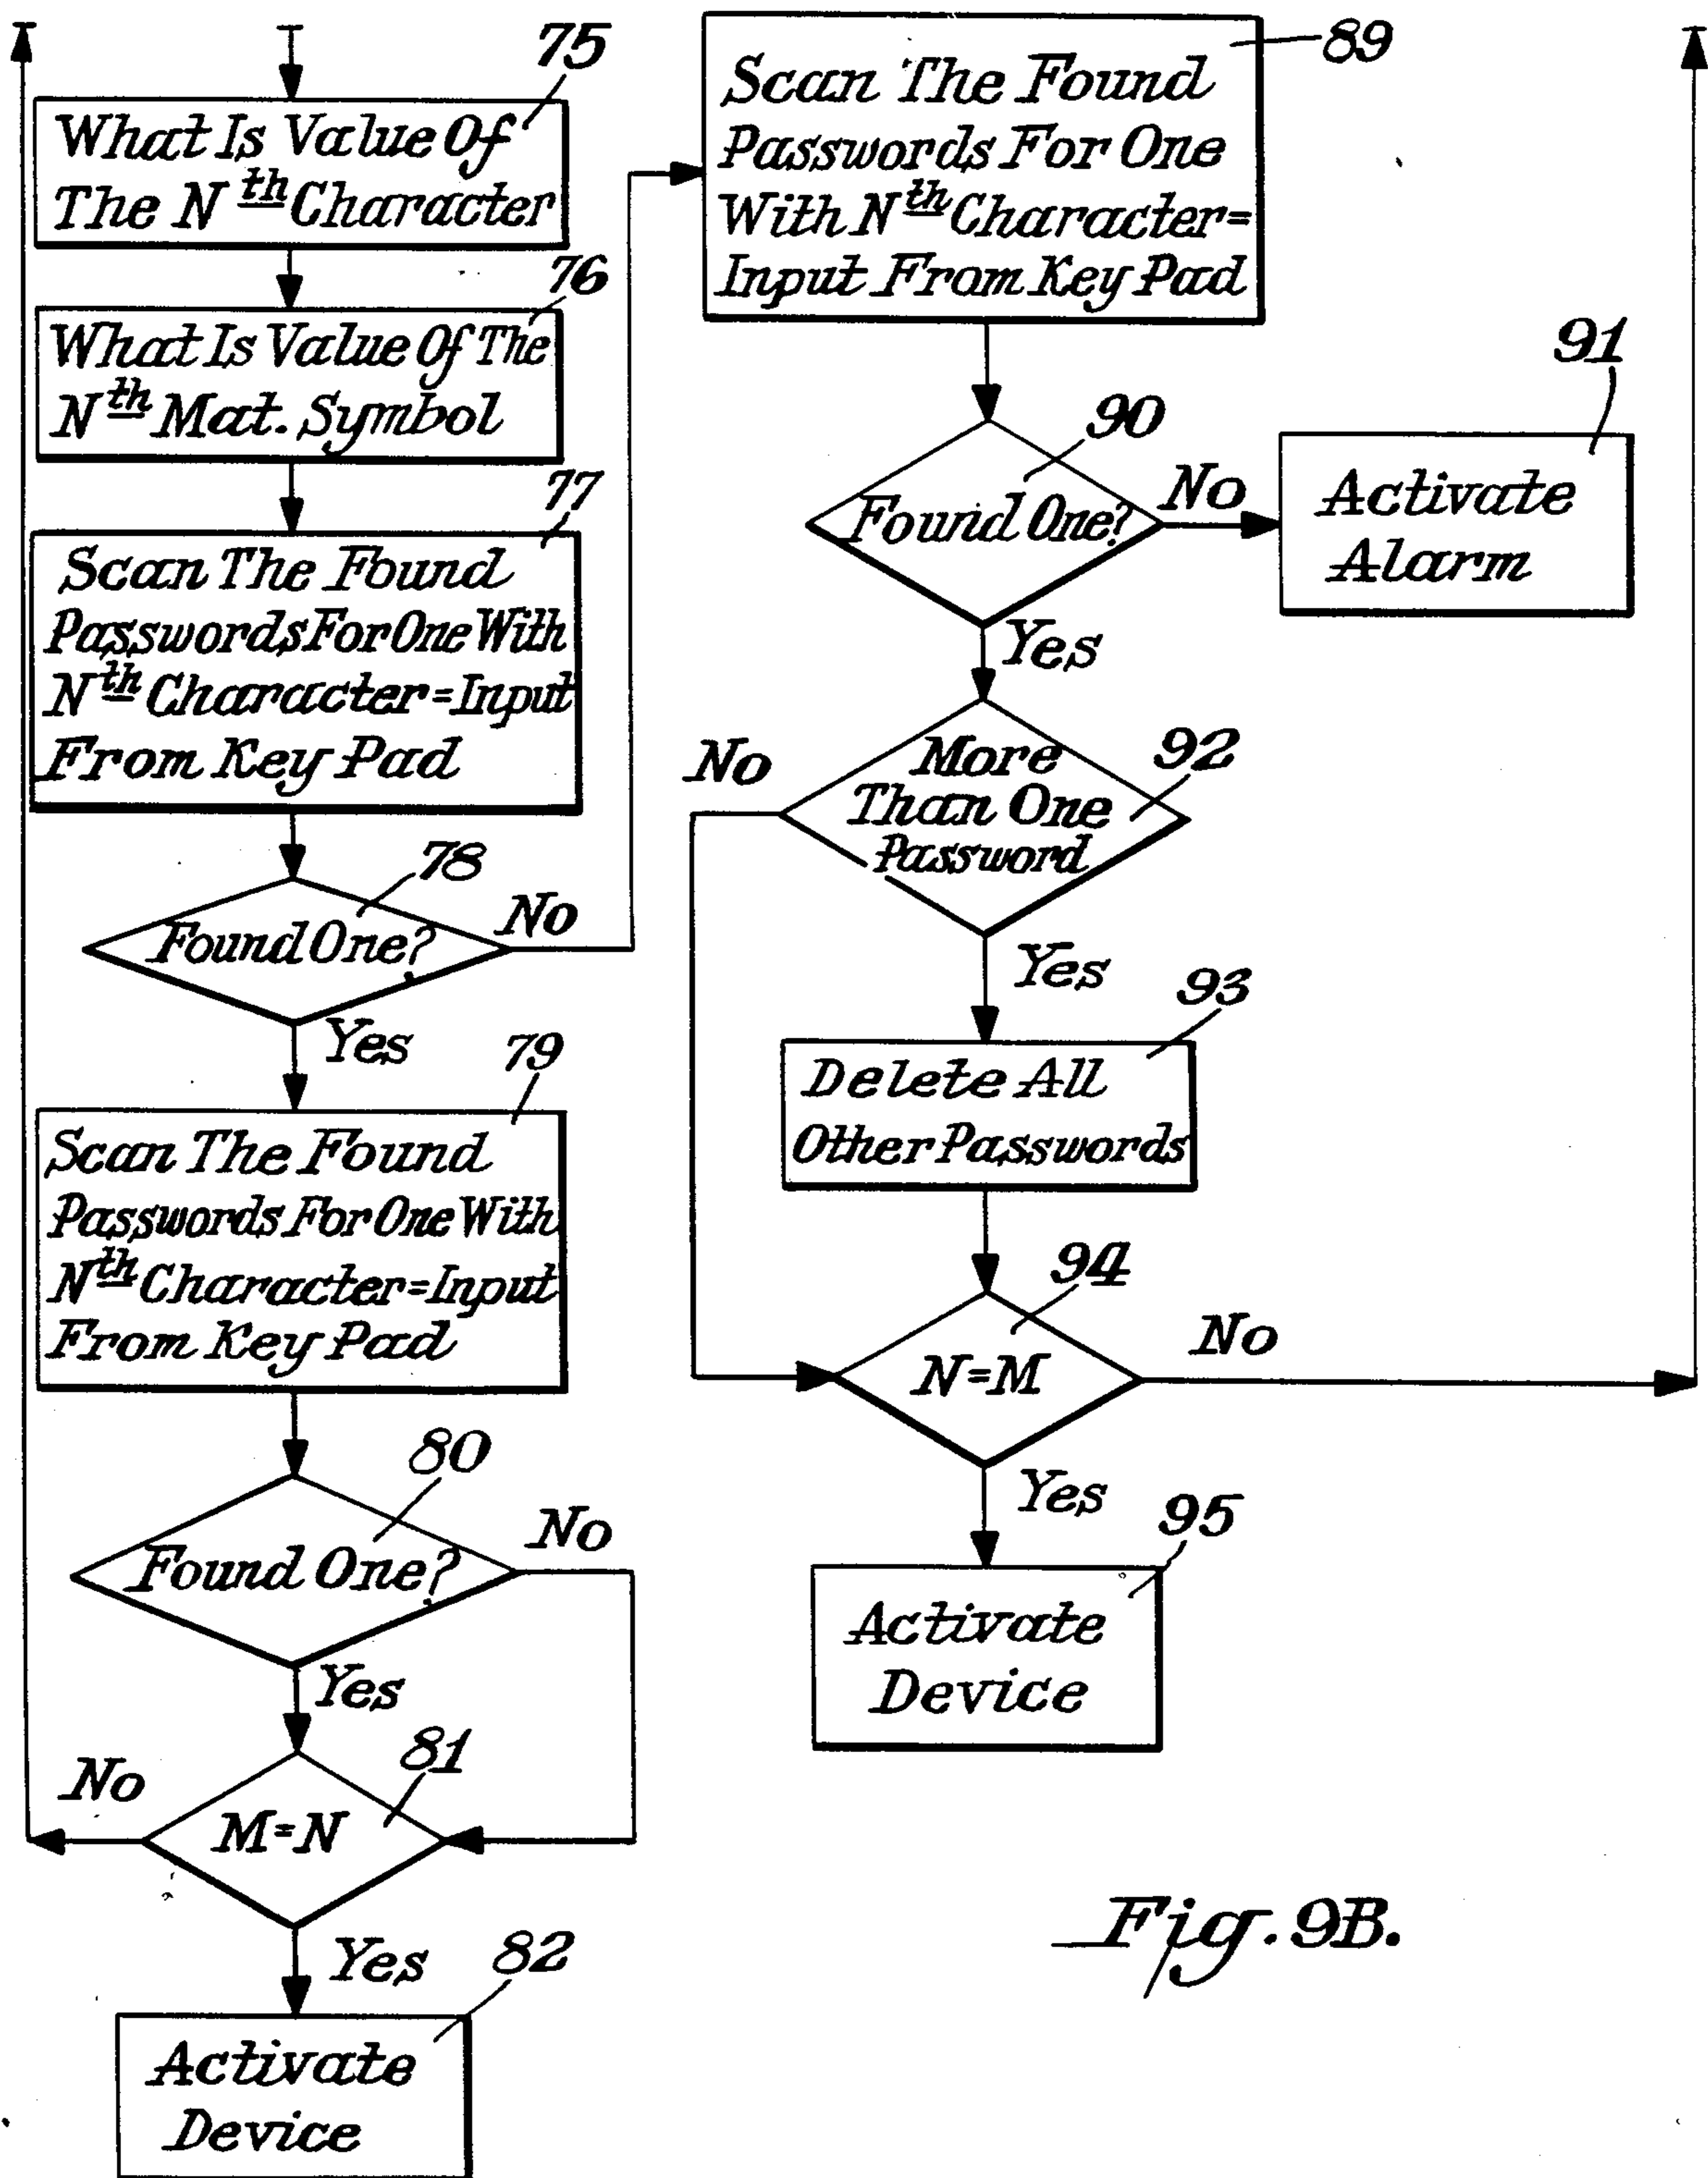 75
What Is Value Of
The Nth Character
76
What Is Value Of The
Nth Mat. Symbol
77
Scan The Found
Passwords For One With
Nth Character=Input
From Key Pad
78
Found One?
No
Yes
79
Scan The Found
Passwords For One With
Nth Character=Input
From Key Pad
80
Found One?
No
Yes
81
M=N
No
Yes
82
Activate
Device
89
Scan The Found
Passwords For One
With Nth Character=
Input From Key Pad
90
Found One?
No
91
Activate
Alarm
Yes
92
More
Than One
Password
No
Yes
93
Delete All
Other Passwords
94
N=M
No
Yes
95
Activate
Device
Fig. 9B.